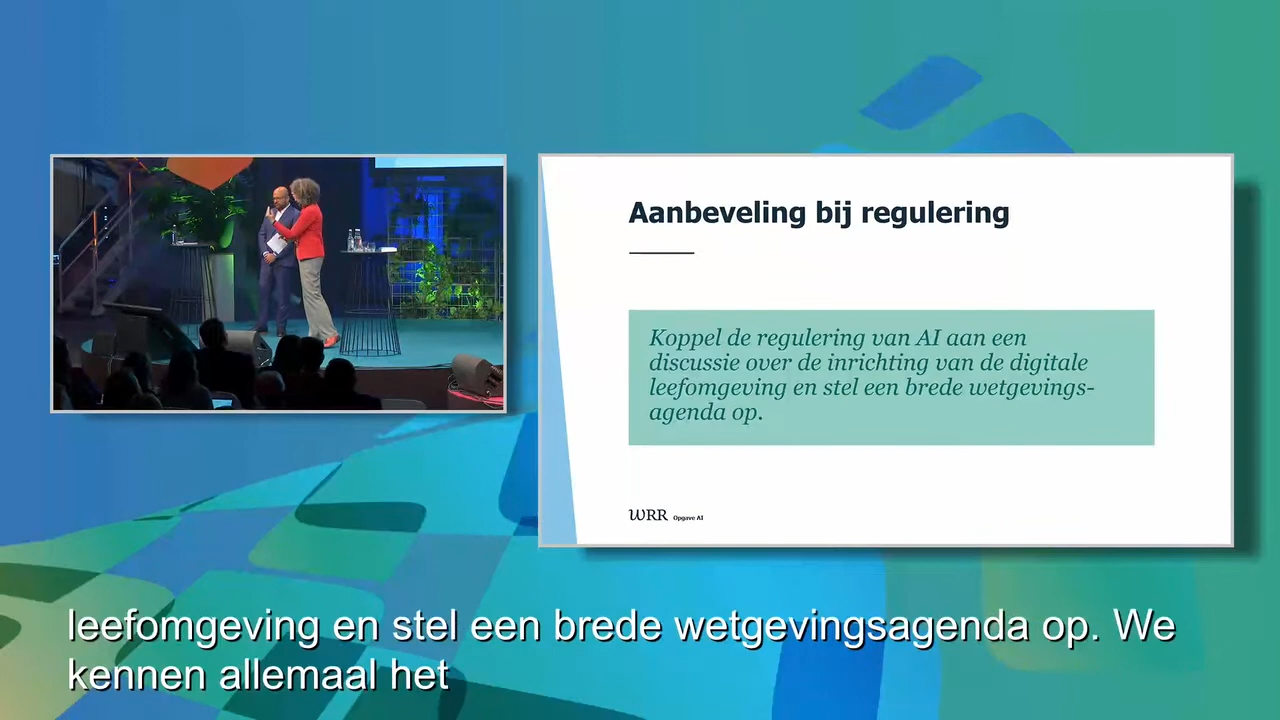 Aanbeveling bij regulering
Koppel de regulering van AI aan een
discussie over de inrichting van de digitale
leefomgeving en stel een brede wetgevings-
agenda op.
WRR Opgave AI
leefomgeving en stel een brede wetgevingsagenda op. We
kennen allemaal het